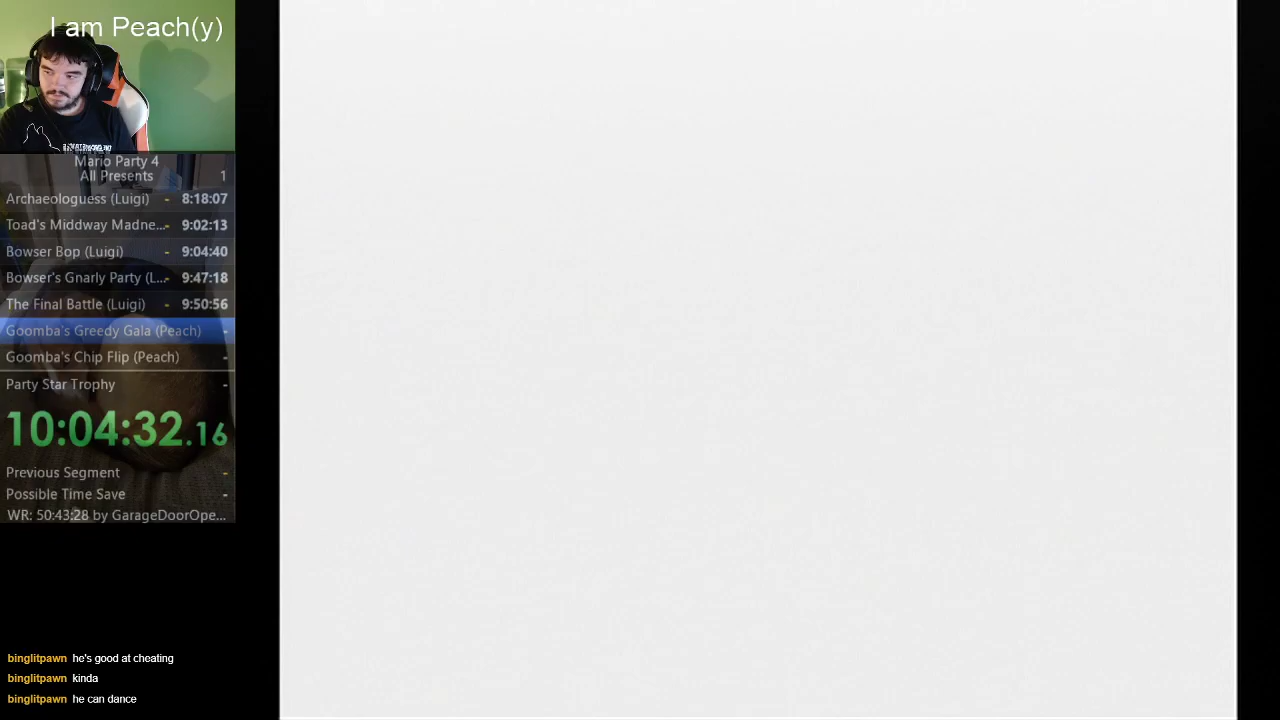 I am Peach(y)
Mario Party 4
All Presents 1
Archaeologuess (Luigi) - 8:18:07
Toad's Middway Madne... - 9:02:13
Bowser Bop (Luigi) - 9:04:40
Bowser's Gnarly Party (L... - 9:47:18
The Final Battle (Luigi) - 9:50:56
Goomba's Greedy Gala (Peach) -
Goomba's Chip Flip (Peach) -
Party Star Trophy -
10:04:32.16
Previous Segment -
Possible Time Save -
WR: 50:43:28 by GarageDoorOpe...
binglitpawn he's good at cheating
binglitpawn kinda
binglitpawn he can dance